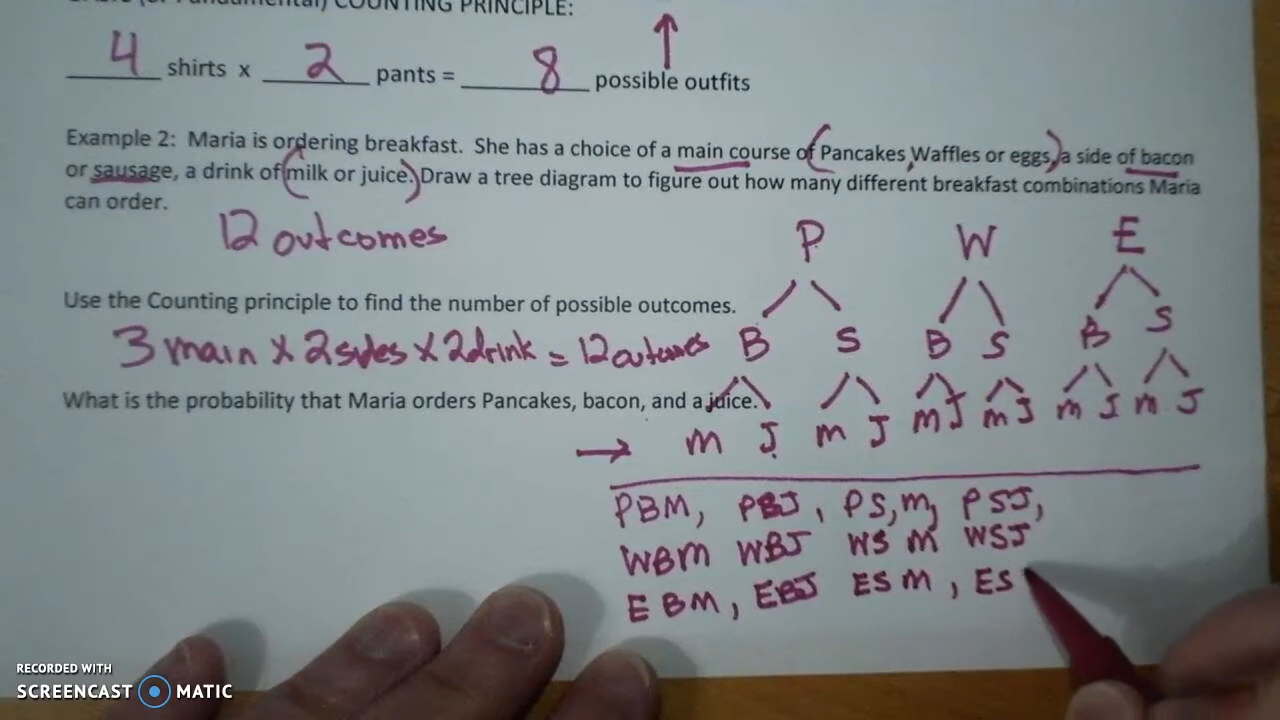 COUNTING PRINCIPLE:
4 shirts x 2 pants = 8 possible outfits
Example 2: Maria is ordering breakfast. She has a choice of a main course of (Pancakes, Waffles or eggs,) a side of bacon
or sausage, a drink of (milk or juice.) Draw a tree diagram to figure out how many different breakfast combinations Maria
can order.
12 outcomes
P W E
Use the Counting principle to find the number of possible outcomes.
3 main x 2 sides x 2 drink = 12 outcomes
B S B S B S
What is the probability that Maria orders Pancakes, bacon, and a juice.
m J m J m J m J m J m J
PBM, PBJ, PS,m, PSJ,
WBM WBJ WS M WSJ
EBM, EBJ ESM, ES
RECORDED WITH
SCREENCAST MATIC